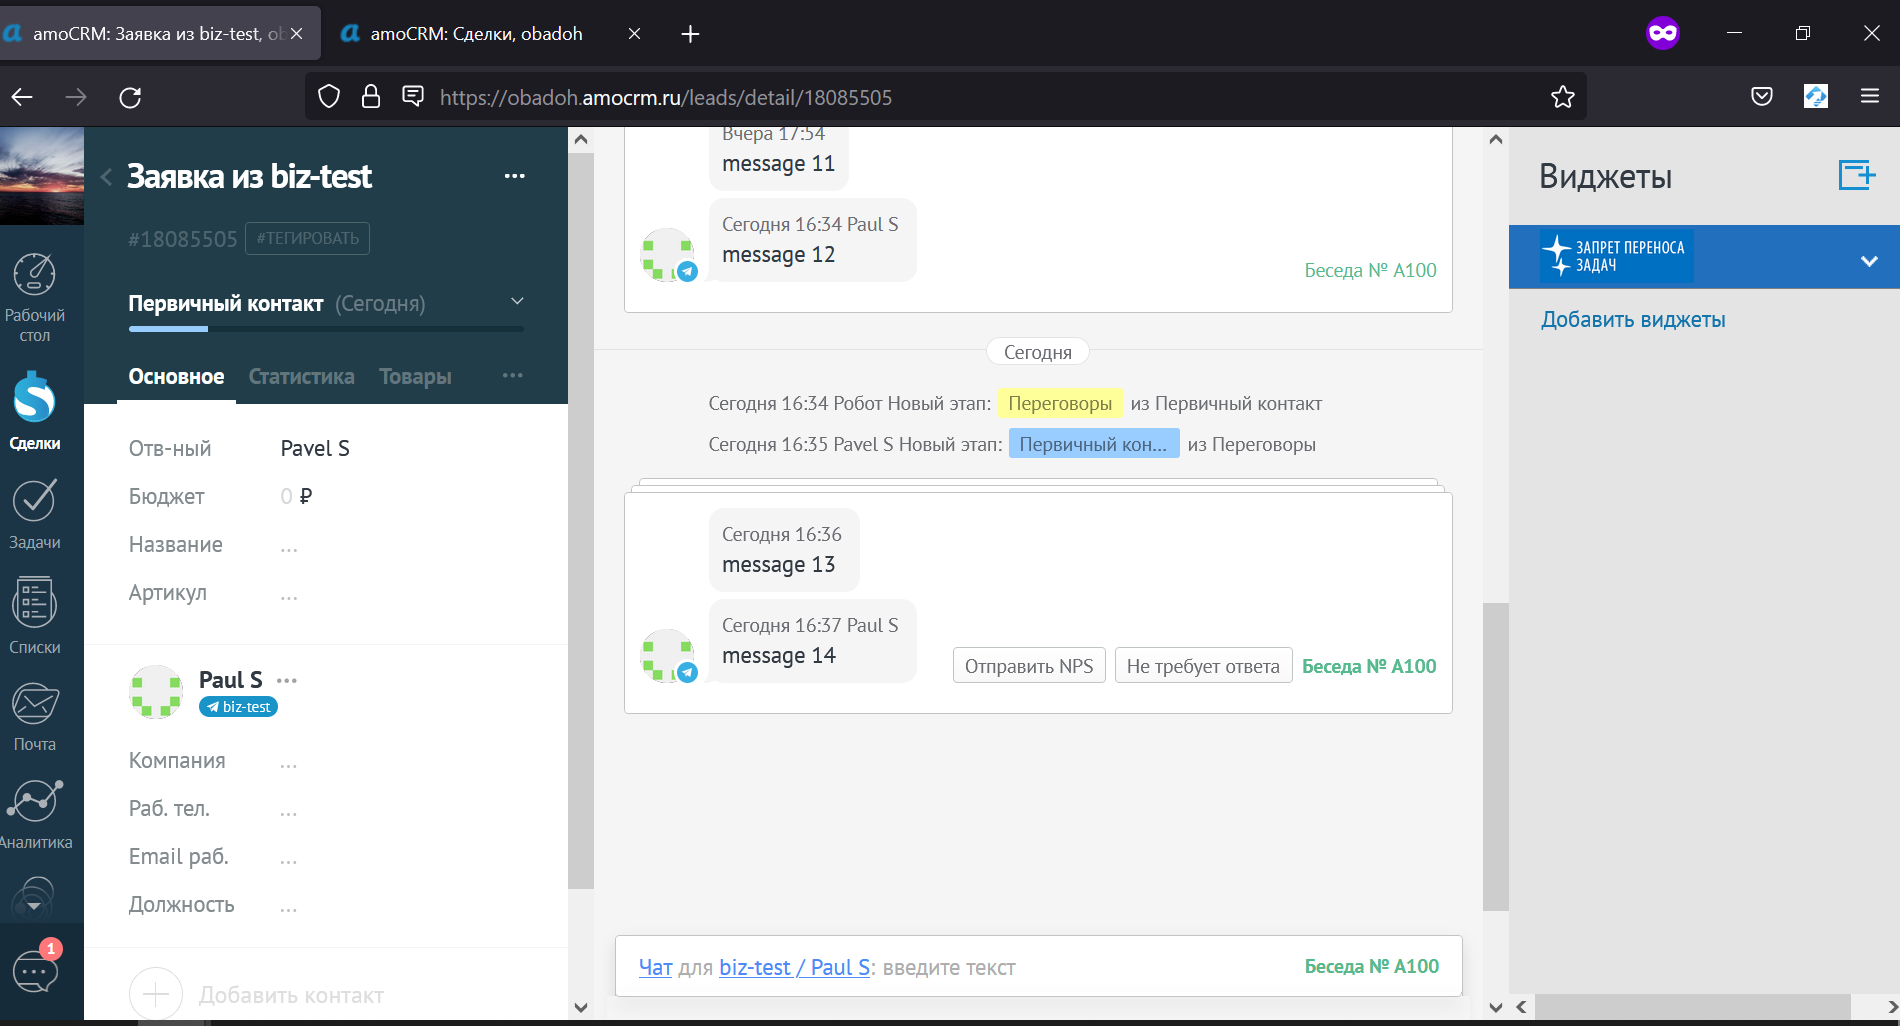 amoCRM: Заявка из biz-test, ob
amoCRM: Сделки, obadoh
https://obadoh.amocrm.ru/leads/detail/18085505
Рабочий
стол
Сделки
Задачи
Списки
Почта
Аналитика
1
Заявка из biz-test
#18085505 #ТЕГИРОВАТЬ
Первичный контакт (Сегодня)
Основное Статистика Товары
Отв-ный Pavel S
Бюджет 0 ₽
Название ...
Артикул ...
Paul S
biz-test
Компания ...
Раб. тел. ...
Email раб. ...
Должность ...
Добавить контакт
Вчера 17:54
message 11
Сегодня 16:34 Paul S
message 12
Беседа № A100
Сегодня
Сегодня 16:34 Робот Новый этап: Переговоры из Первичный контакт
Сегодня 16:35 Pavel S Новый этап: Первичный кон... из Переговоры
Сегодня 16:36
message 13
Сегодня 16:37 Paul S
message 14
Отправить NPS Не требует ответа Беседа № A100
Чат для biz-test / Paul S: введите текст Беседа № A100
Виджеты
ЗАПРЕТ ПЕРЕНОСА
ЗАДАЧ
Добавить виджеты